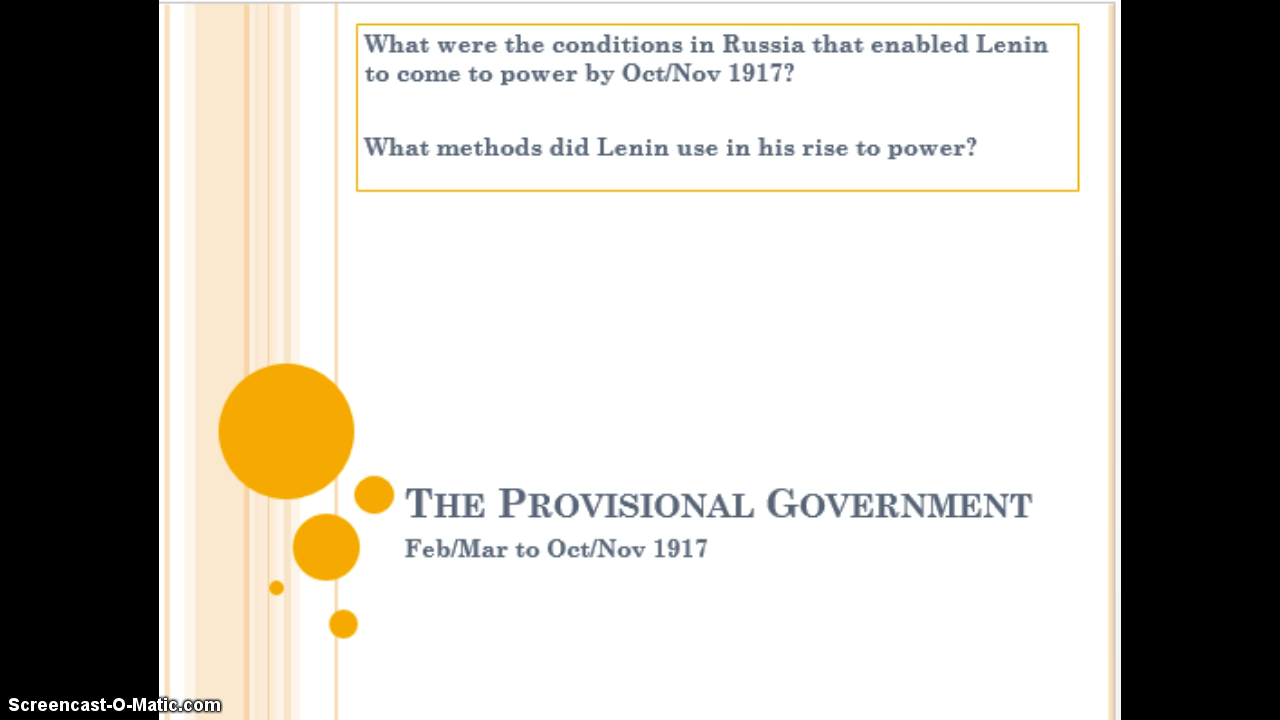 What were the conditions in Russia that enabled Lenin
to come to power by Oct/Nov 1917?
What methods did Lenin use in his rise to power?
The Provisional Government
Feb/Mar to Oct/Nov 1917
Screencast-O-Matic.com